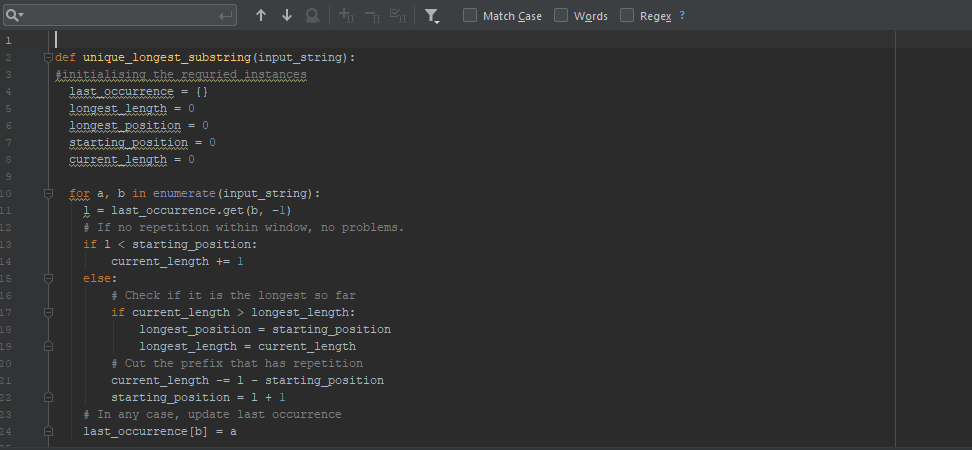 Match Case Words Regex ?
1
2 def unique_longest_substring(input_string):
3 #initialising the requried instances
4 last_occurrence = {}
5 longest_length = 0
6 longest_position = 0
7 starting_position = 0
8 current_length = 0
9
10 for a, b in enumerate(input_string):
11 l = last_occurrence.get(b, -1)
12 # If no repetition within window, no problems.
13 if l < starting_position:
14 current_length += 1
15 else:
16 # Check if it is the longest so far
17 if current_length > longest_length:
18 longest_position = starting_position
19 longest_length = current_length
20 # Cut the prefix that has repetition
21 current_length -= l - starting_position
22 starting_position = l + 1
23 # In any case, update last occurrence
24 last_occurrence[b] = a